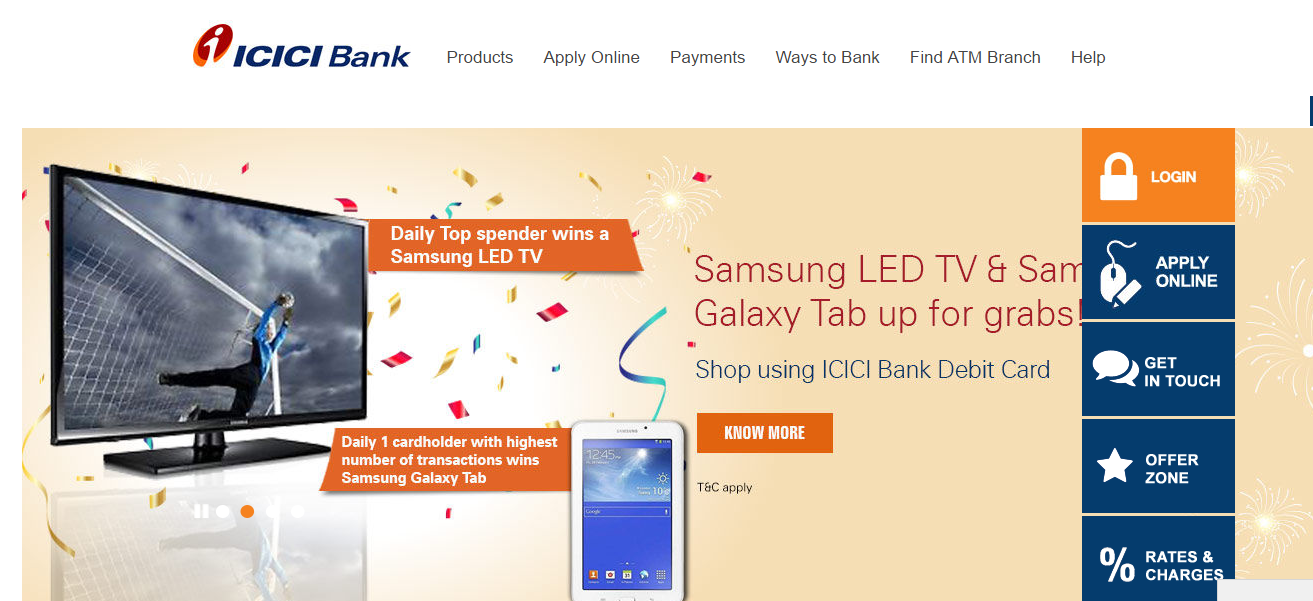 ICICI Bank
Products
Apply Online
Payments
Ways to Bank
Find ATM Branch
Help
Daily Top spender wins a
Samsung LED TV
Samsung LED TV & Sam
Galaxy Tab up for grabs!
Shop using ICICI Bank Debit Card
KNOW MORE
T&C apply
Daily 1 cardholder with highest
number of transactions wins
Samsung Galaxy Tab
SAMSUNG
12:45
Google
LOGIN
APPLY
ONLINE
GET
IN TOUCH
OFFER
ZONE
% RATES &
CHARGES